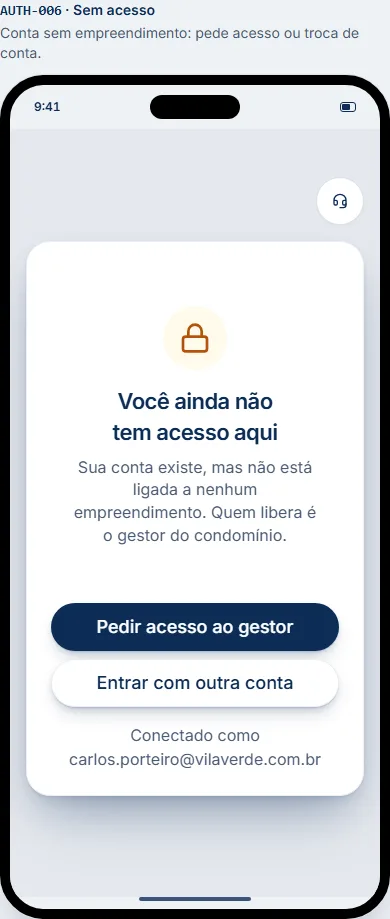 AUTH-006 · Sem acesso
Conta sem empreendimento: pede acesso ou troca de
conta.
9:41
Você ainda não
tem acesso aqui
Sua conta existe, mas não está
ligada a nenhum
empreendimento. Quem libera é
o gestor do condomínio.
Pedir acesso ao gestor
Entrar com outra conta
Conectado como
carlos.porteiro@vilaverde.com.br